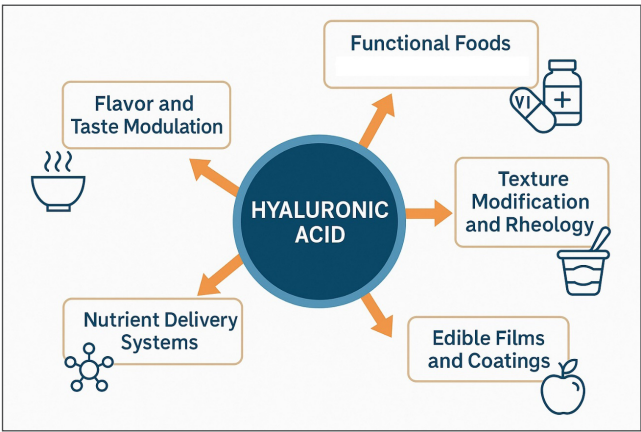 Functional Foods
VI
Flavor and
Taste Modulation
HYALURONIC
ACID
Texture
Modification
and Rheology
Nutrient Delivery
Systems
Edible Films
and Coatings